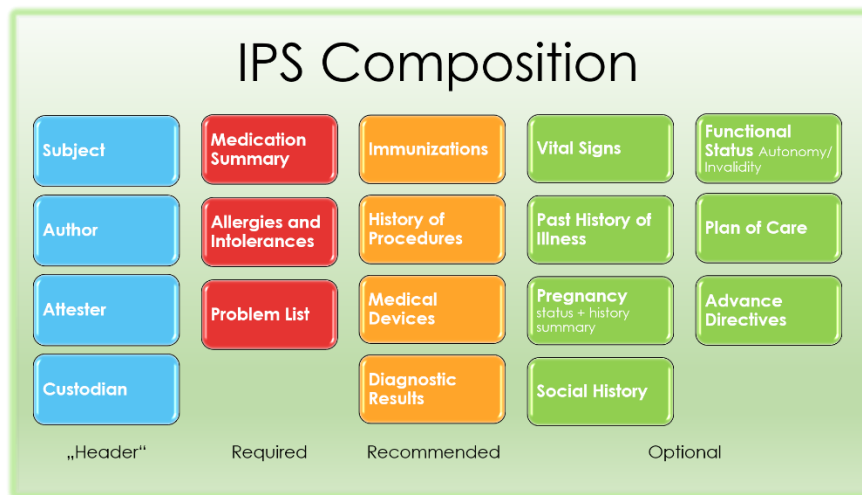 IPS Composition
Subject
Author
Attester
Custodian
„Header“
Medication
Summary
Allergies and
Intolerances
Problem List
Required
Immunizations
History of
Procedures
Medical
Devices
Diagnostic
Results
Recommended
Vital Signs
Past History of
Illness
Pregnancy
status + history
summary
Social History
Functional
Status Autonomy/
Invalidity
Plan of Care
Advance
Directives
Optional